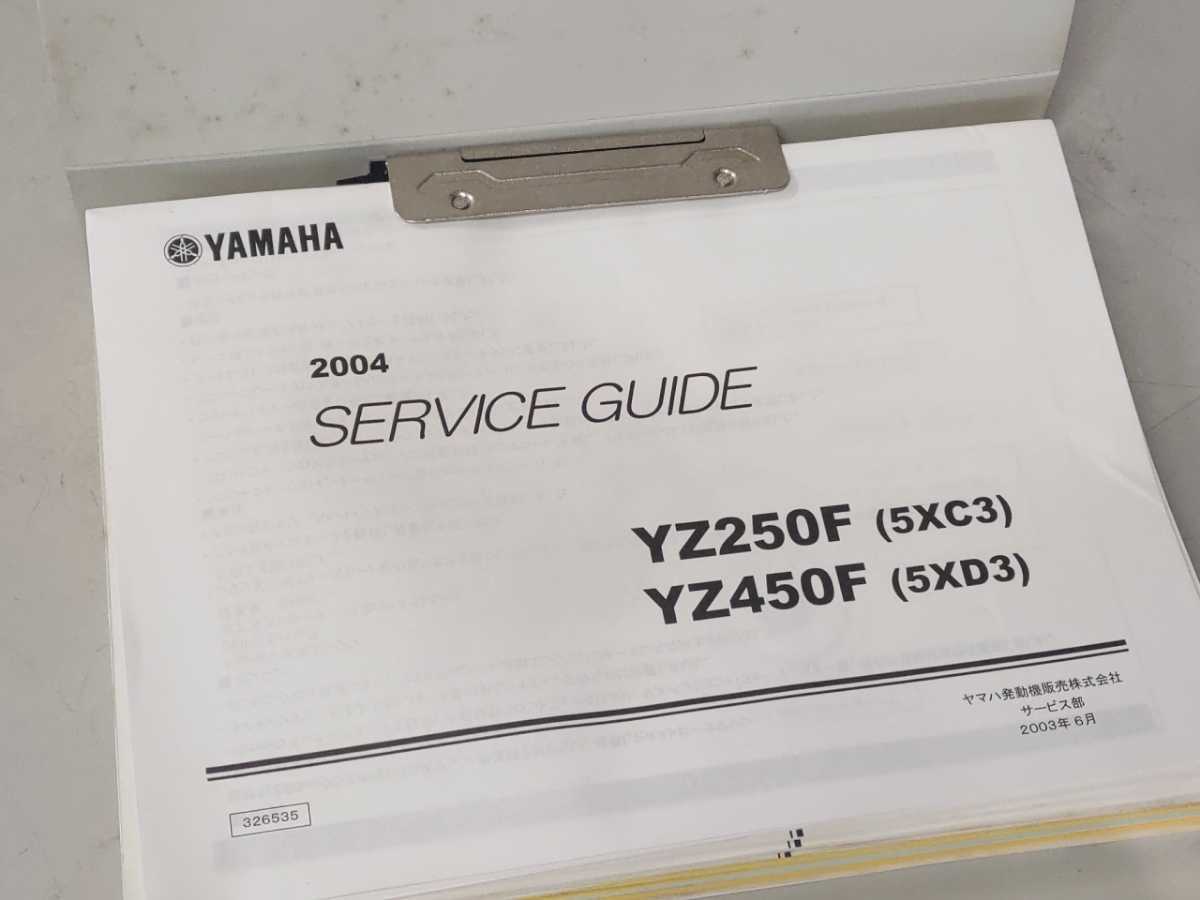 YAMAHA
2004
SERVICE GUIDE
YZ250F (5XC3)
YZ450F (5XD3)
ヤマハ発動機販売株式会社
サービス部
2003年6月
326535